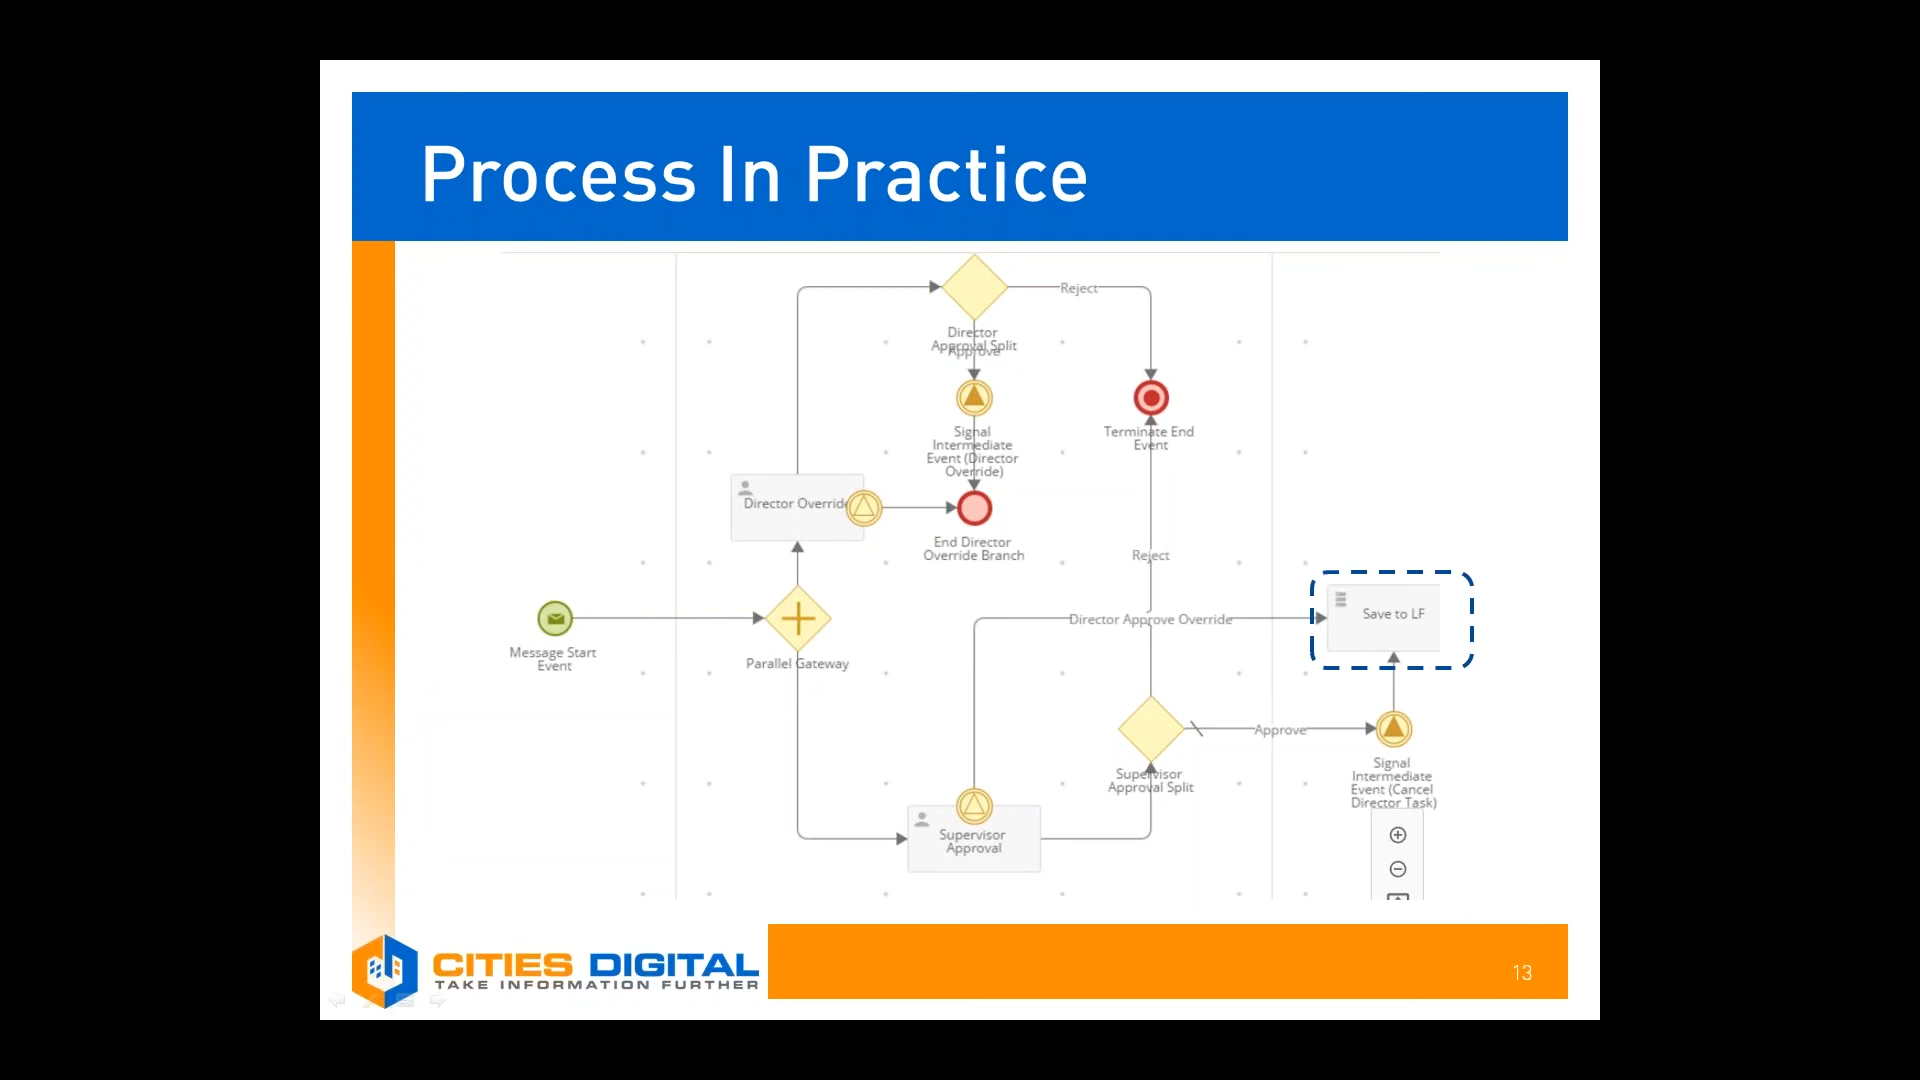 Process In Practice
Reject
Director
Approval Split
Approve
Signal
Intermediate
Event (Director
Override)
Terminate End
Event
Reject
Director Override
End Director
Override Branch
Message Start
Event
Parallel Gateway
Director Approve Override
Save to LF
Supervisor
Approval Split
Approve
Signal
Intermediate
Event (Cancel
Director Task)
Supervisor
Approval
CITIES DIGITAL
TAKE INFORMATION FURTHER
13